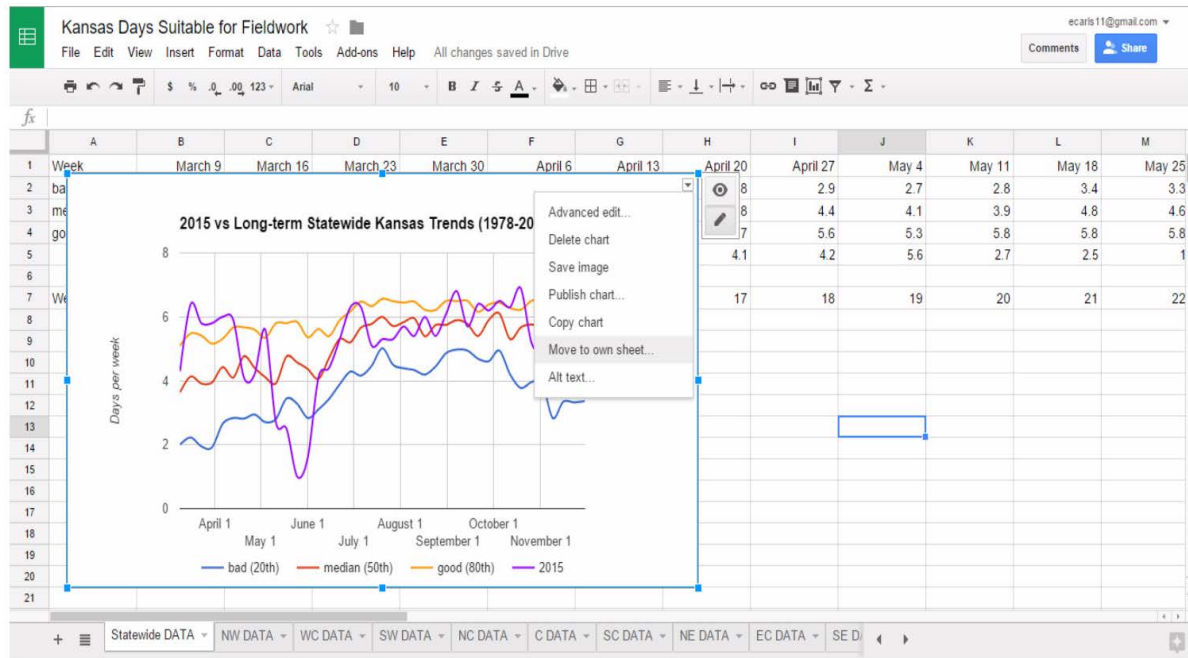 Kansas Days Suitable for Fieldwork
ecarls11@gmail.com
File Edit View Insert Format Data Tools Add-ons Help All changes saved in Drive
Comments Share
$ % .0 .00 123 Arial 10 B I S A Σ
fx
A B C D E F G H I J K L M
1 Week March 9 March 16 March 23 March 30 April 6 April 13 April 20 April 27 May 4 May 11 May 18 May 25
2 ba 8 2.9 2.7 2.8 3.4 3.3
3 me 8 4.4 4.1 3.9 4.8 4.6
4 go 7 5.6 5.3 5.8 5.8 5.8
5 4.1 4.2 5.6 2.7 2.5 1
6
7 We 17 18 19 20 21 22
8
9
10
11
12
13
14
15
16
17
18
19
20
21
2015 vs Long-term Statewide Kansas Trends (1978-20
Days per week
8
6
4
2
0
April 1 June 1 August 1 October 1
May 1 July 1 September 1 November 1
bad (20th) median (50th) good (80th) 2015
Advanced edit...
Delete chart
Save image
Publish chart...
Copy chart
Move to own sheet...
Alt text...
+ Statewide DATA NW DATA WC DATA SW DATA NC DATA C DATA SC DATA NE DATA EC DATA SE D